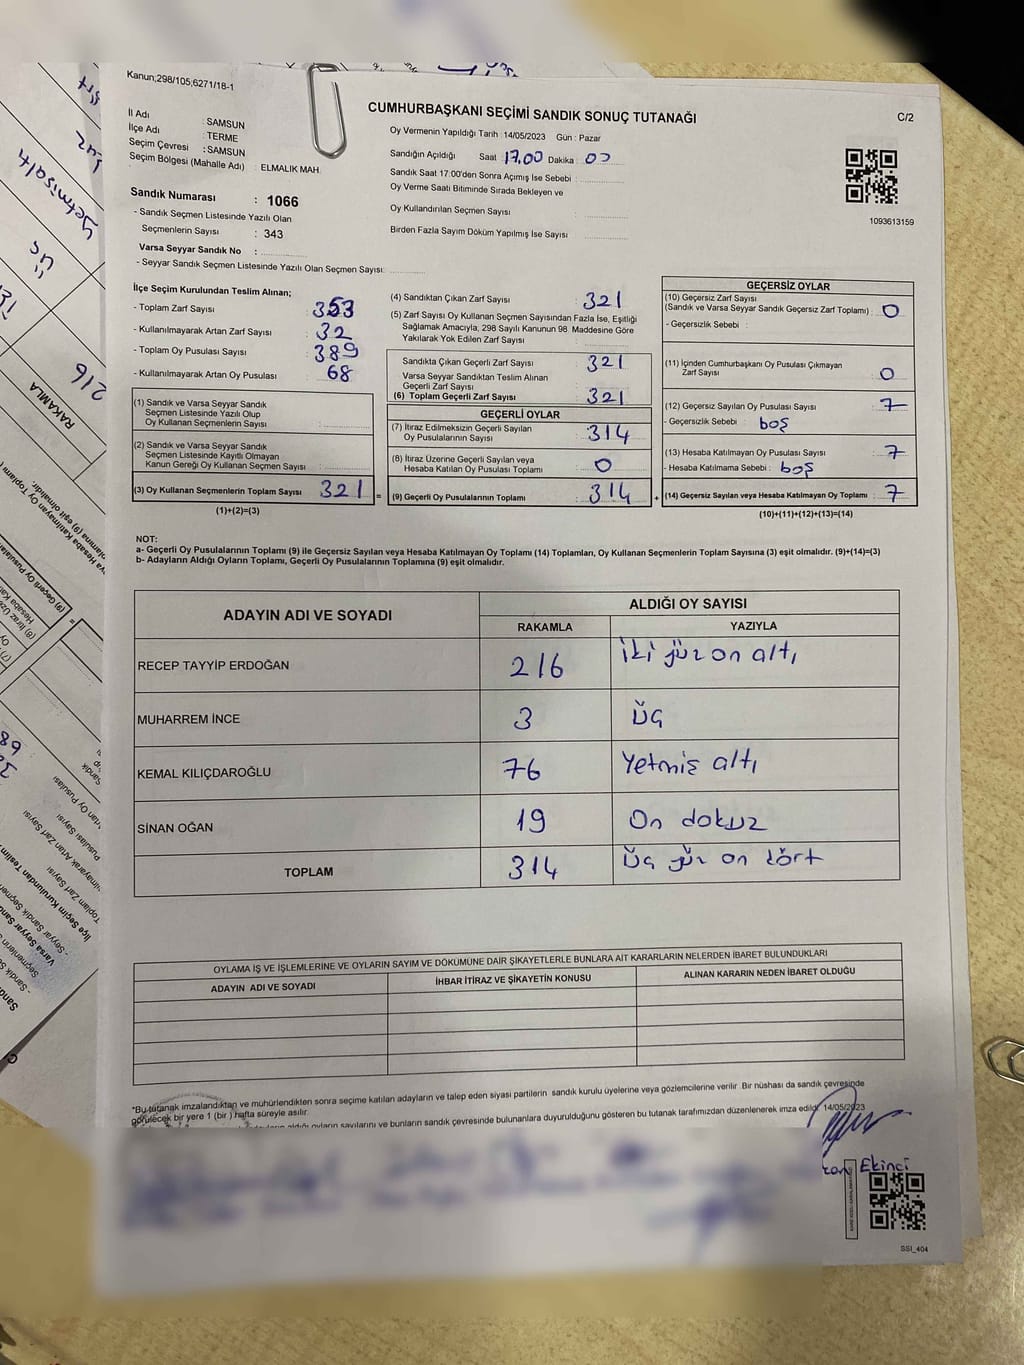 Kanun;298/105;6271/18-1
CUMHURBAŞKANI SEÇİMİ SANDIK SONUÇ TUTANAĞI
C/2
İl Adı : SAMSUN
İlçe Adı : TERME
Seçim Çevresi : SAMSUN
Seçim Bölgesi (Mahalle Adı) ELMALIK MAH.
Sandık Numarası : 1066
- Sandık Seçmen Listesinde Yazılı Olan
Seçmenlerin Sayısı : 343
Varsa Seyyar Sandık No :
- Seyyar Sandık Seçmen Listesinde Yazılı Olan Seçmen Sayısı:
Oy Vermenin Yapıldığı Tarih : 14/05/2023 Gün : Pazar
Sandığın Açıldığı Saat 17.00 Dakika : 00
Sandık Saat 17:00'den Sonra Açımış İse Sebebi :
Oy Verme Saati Bitiminde Sırada Bekleyen ve
Oy Kullandırılan Seçmen Sayısı :
Birden Fazla Sayım Döküm Yapılmış İse Sayısı :
1093613159
İlçe Seçim Kurulundan Teslim Alınan;
- Toplam Zarf Sayısı : 353
- Kullanılmayarak Artan Zarf Sayısı : 32
- Toplam Oy Pusulası Sayısı : 389
- Kullanılmayarak Artan Oy Pusulası : 68
(1) Sandık ve Varsa Seyyar Sandık
Seçmen Listesinde Yazılı Olup
Oy Kullanan Seçmenlerin Sayısı :
(2) Sandık ve Varsa Seyyar Sandık
Seçmen Listesinde Kayıtlı Olmayan
Kanun Gereği Oy Kullanan Seçmen Sayısı :
(3) Oy Kullanan Seçmenlerin Toplam Sayısı 321 =
(1)+(2)=(3)
(4) Sandıktan Çıkan Zarf Sayısı : 321
(5) Zarf Sayısı Oy Kullanan Seçmen Sayısından Fazla İse, Eşitliği
Sağlamak Amacıyla, 298 Sayılı Kanunun 98. Maddesine Göre
Yakılarak Yok Edilen Zarf Sayısı :
Sandıkta Çıkan Geçerli Zarf Sayısı : 321
Varsa Seyyar Sandıktan Teslim Alınan
Geçerli Zarf Sayısı :
(6) Toplam Geçerli Zarf Sayısı : 321
GEÇERLİ OYLAR
(7) İtiraz Edilmeksizin Geçerli Sayılan
Oy Pusulalarının Sayısı : 314
(8) İtiraz Üzerine Geçerli Sayılan veya
Hesaba Katılan Oy Pusulası Toplamı : 0
(9) Geçerli Oy Pusulalarının Toplamı : 314 +
GEÇERSİZ OYLAR
(10) Geçersiz Zarf Sayısı
(Sandık ve Varsa Seyyar Sandık Geçersiz Zarf Toplamı) : 0
- Geçersizlik Sebebi :
(11) İçinden Cumhurbaşkanı Oy Pusulası Çıkmayan
Zarf Sayısı : 0
(12) Geçersiz Sayılan Oy Pusulası Sayısı : 7
- Geçersizlik Sebebi : boş
(13) Hesaba Katılmayan Oy Pusulası Sayısı : 7
- Hesaba Katılmama Sebebi : boş
(14) Geçersiz Sayılan veya Hesaba Katılmayan Oy Toplamı : 7
(10)+(11)+(12)+(13)=(14)
NOT:
a- Geçerli Oy Pusulalarının Toplamı (9) ile Geçersiz Sayılan veya Hesaba Katılmayan Oy Toplamı (14) Toplamları, Oy Kullanan Seçmenlerin Toplam Sayısına (3) eşit olmalıdır. (9)+(14)=(3)
b- Adayların Aldığı Oyların Toplamı, Geçerli Oy Pusulalarının Toplamına (9) eşit olmalıdır.
ADAYIN ADI VE SOYADI
ALDIĞI OY SAYISI
RAKAMLA YAZIYLA
RECEP TAYYİP ERDOĞAN 216 iki yüz on altı
MUHARREM İNCE 3 üç
KEMAL KILIÇDAROĞLU 76 Yetmiş altı
SİNAN OĞAN 19 On dokuz
TOPLAM 314 üç yüz on dört
OYLAMA İŞ VE İŞLEMLERİNE VE OYLARIN SAYIM VE DÖKÜMÜNE DAİR ŞİKAYETLERLE BUNLARA AİT KARARLARIN NELERDEN İBARET BULUNDUKLARI
ADAYIN ADI VE SOYADI
İHBAR İTİRAZ VE ŞİKAYETİN KONUSU
ALINAN KARARIN NEDEN İBARET OLDUĞU
*Bu tutanak imzalandıktan ve mühürlendikten sonra seçime katılan adayların ve talep eden siyasi partilerin sandık kurulu üyelerine veya gözlemcilerine verilir. Bir nüshası da sandık çevresinde
görülecek bir yere 1 (bir) hafta süreyle asılır.
aldığı oyların sayılarını ve bunların sandık çevresinde bulunanlara duyurulduğunu gösteren bu tutanak tarafımızdan düzenlenerek imza edildi. 14/05/2023
Ekinci
SSI_404
Yetmişaltı
üç
216
RAKAMLA